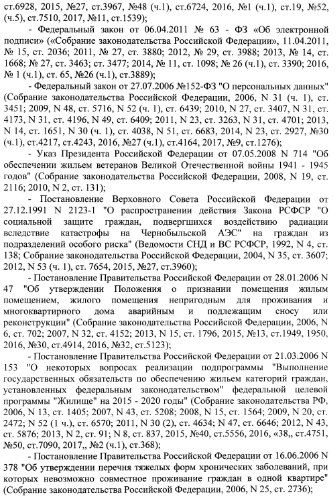 ст.6928, 2015, №27, ст.3967, №48 (ч.1), ст.6724, 2016, №1 (ч.1), ст.19, №52,
(ч.5), ст.7510, 2017, №11, ст.1539);
- Федеральный закон от 06.04.2011 № 63 - ФЗ «Об электронной
подписи» («Собрание законодательства Российской Федерации», 11.04.2011,
№ 15, ст. 2036; 2011, № 27, ст. 3880; 2012, № 29, ст. 3988; 2013, № 14, ст.
1668; № 27, ст. 3463; ст. 3477; 2014, № 11, ст. 1098; № 26 (ч.1), ст. 3390; 2016,
№ 1 (ч.1), ст. 65, №26 (ч.1), ст.3889);
- Федеральный закон от 27.07.2006 №152-ФЗ "О персональных данных"
(Собрание законодательства Российской Федерации, 2006, N 31 (ч. 1), ст.
3451; 2009, N 48, ст. 5716, N 52 (ч. 1), ст. 6439; 2010, N 27, ст. 3407, N 31, ст.
4173, N 31, ст. 4196, N 49, ст. 6409; 2011, N 23, ст. 3263, N 31, ст. 4701; 2013,
N 14, ст. 1651, N 30 (ч. 1), ст. 4038, N 51, ст. 6683, 2014, N 23, ст. 2927, №30
(ч.1), ст.4217, ст.4243, 2016, №27 (ч.1), ст.4164, 2017, №9, ст.1276);
- Указ Президента Российской Федерации от 07.05.2008 N 714 "Об
обеспечении жильем ветеранов Великой Отечественной войны 1941 - 1945
годов" (Собрание законодательства Российской Федерации, 2008, N 19, ст.
2116; 2010, N 2, ст. 131);
- Постановление Верховного Совета Российской Федерации от
27.12.1991 N 2123-1 "О распространении действия Закона РСФСР "О
социальной защите граждан, подвергшихся воздействию радиации
вследствие катастрофы на Чернобыльской АЭС" на граждан из
подразделений особого риска" (Ведомости СНД и ВС РСФСР, 1992, N 4, ст.
138; Собрание законодательства Российской Федерации, 2004, N 35, ст. 3607;
2012, N 53 (ч. 1), ст. 7654, 2015, №27, ст.3960);
- Постановление Правительства Российской Федерации от 28.01.2006 N
47 "Об утверждении Положения о признании помещения жилым
помещением, жилого помещения непригодным для проживания и
многоквартирного дома аварийным и подлежащим сносу или
реконструкции" (Собрание законодательства Российской Федерации, 2006, N
6, ст. 702; 2007, N 32, ст. 4152; 2013, N 15, ст. 1796, 2015, №13, ст.1949, 1950,
2016, №30, ст.4914, 2016, №32, ст.5123);
- Постановление Правительства Российской Федерации от 21.03.2006 N
153 "О некоторых вопросах реализации подпрограммы "Выполнение
государственных обязательств по обеспечению жильем категорий граждан,
установленных федеральным законодательством" федеральной целевой
программы "Жилище" на 2015 - 2020 годы" (Собрание законодательства РФ,
2006, N 13, ст. 1405; 2007, N 43, ст. 5208; 2008, N 15, ст. 1564; 2009, N 20, ст.
2472; N 52 (1 ч.), ст. 6570; 2011, N 30 (2), ст. 4634; N 47, ст. 6646; 2012, N 43,
ст. 5876; 2013, N 2, ст. 91; N 8, ст. 837, 2015, №40, ст.5556, 2016, «38,, ст.4751,
№50, ст.7090, 2017, №2 (ч.1), ст.368);
- Постановление Правительства Российской Федерации от 16.06.2006 N
378 "Об утверждении перечня тяжелых форм хронических заболеваний, при
которых невозможно совместное проживание граждан в одной квартире"
(Собрание законодательства Российской Федерации, 2006, N 25, ст. 2736);